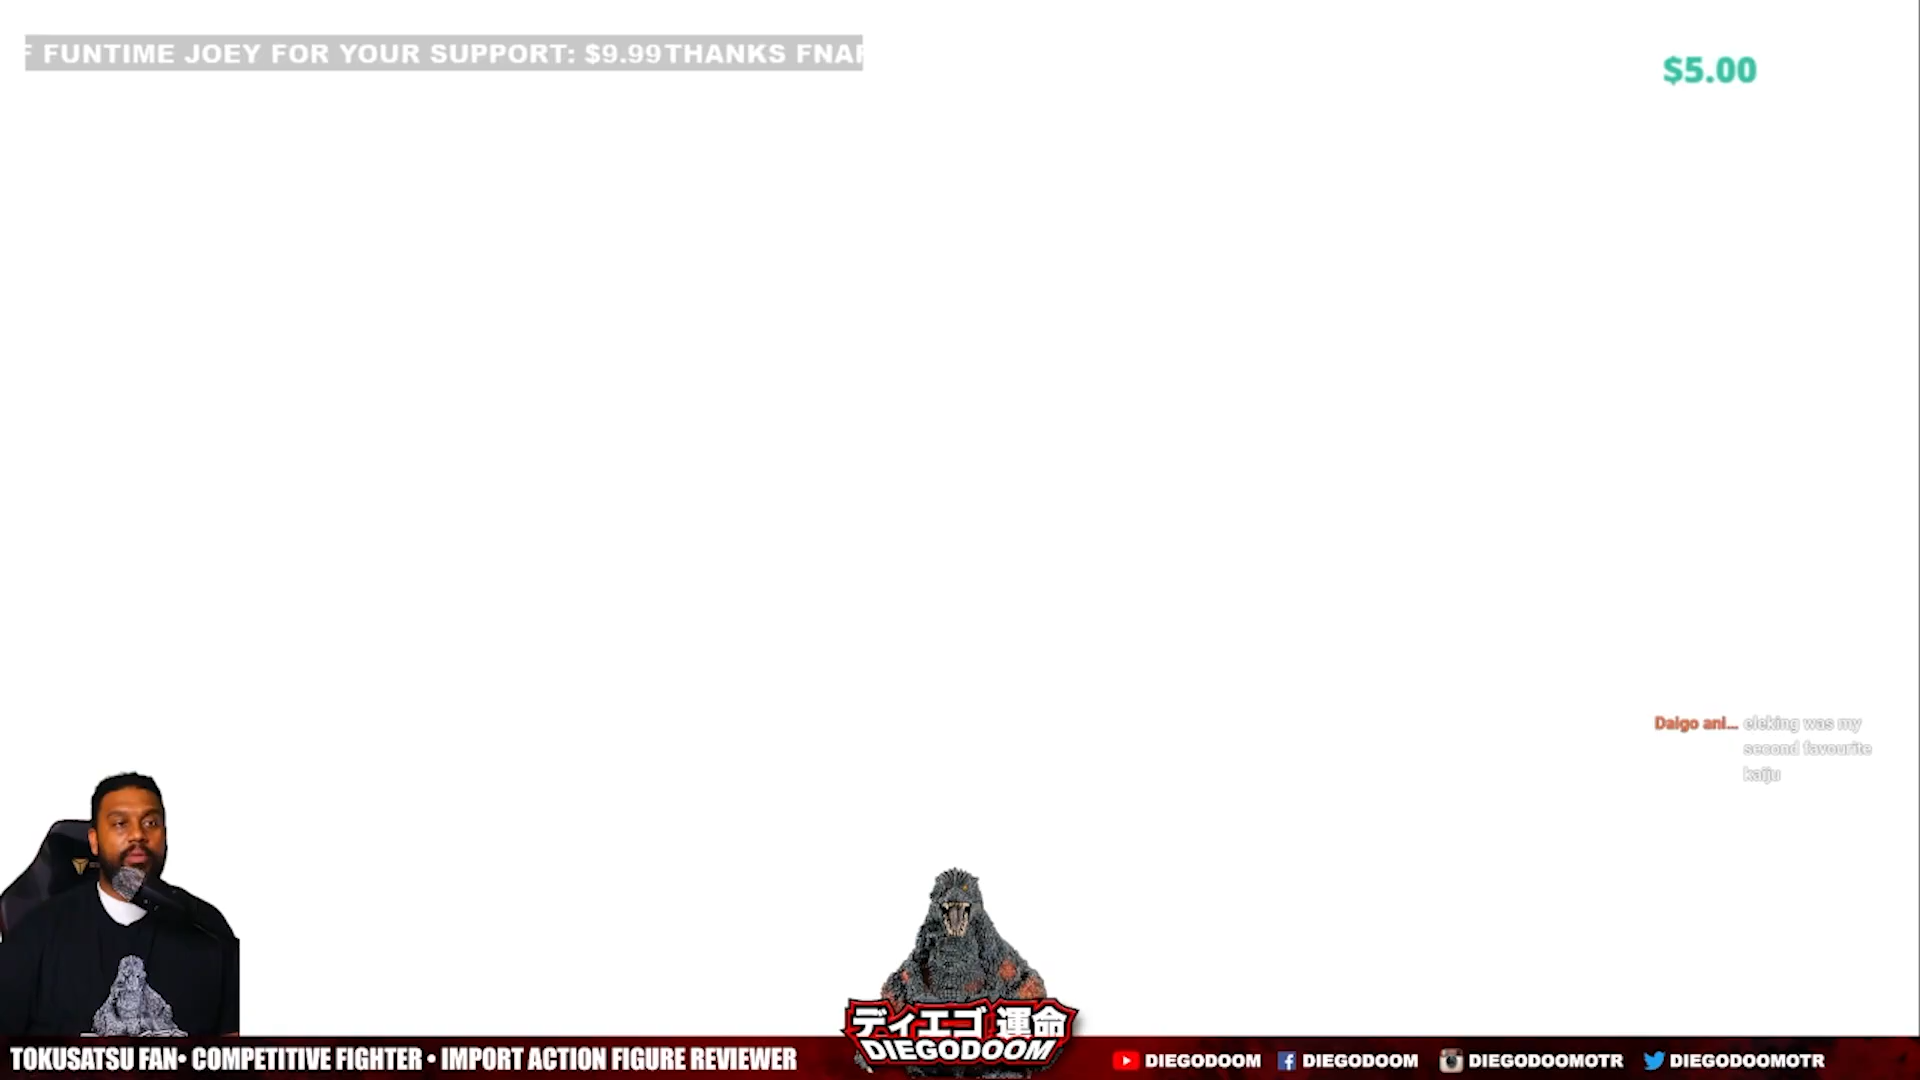 F FUNTIME JOEY FOR YOUR SUPPORT: $9.99THANKS FNAF
$5.00
Daigo ani... eleking was my
second favourite
kaiju
ディエゴ 運命
DIEGODOOM
TOKUSATSU FAN• COMPETITIVE FIGHTER • IMPORT ACTION FIGURE REVIEWER
DIEGODOOM DIEGODOOM DIEGODOOMOTR DIEGODOOMOTR